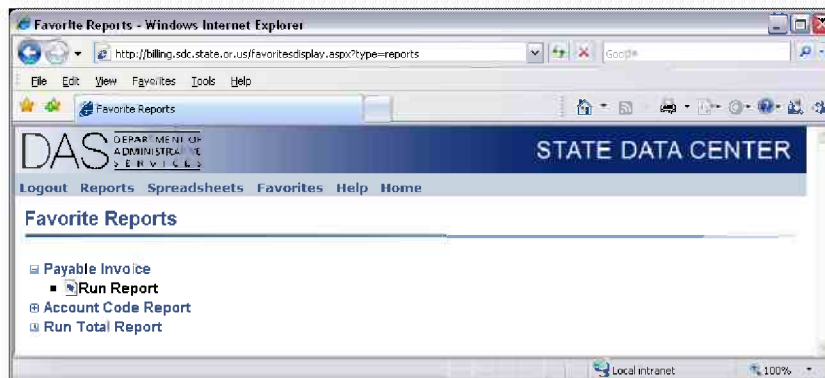 Favorite Reports - Windows Internet Explorer
http://billing.sdc.state.or.us/favoritesdisplay.aspx?type=reports
Google
File Edit View Favorites Tools Help
Favorite Reports
DAS DEPARTMENT OF
ADMINISTRATIVE
SERVICES
STATE DATA CENTER
Logout Reports Spreadsheets Favorites Help Home
Favorite Reports
Payable Invoice
Run Report
Account Code Report
Run Total Report
Local intranet 100%